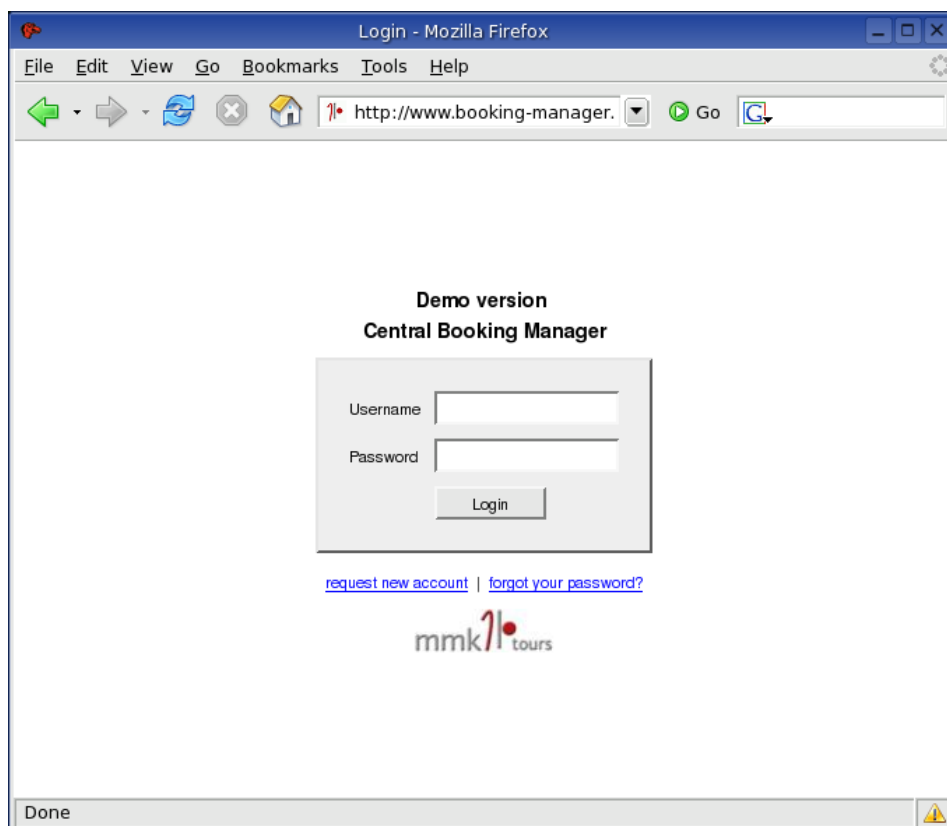 Login - Mozilla Firefox
File Edit View Go Bookmarks Tools Help
http://www.booking-manager. Go G
Demo version
Central Booking Manager
Username
Password
Login
request new account | forgot your password?
mmk tours
Done